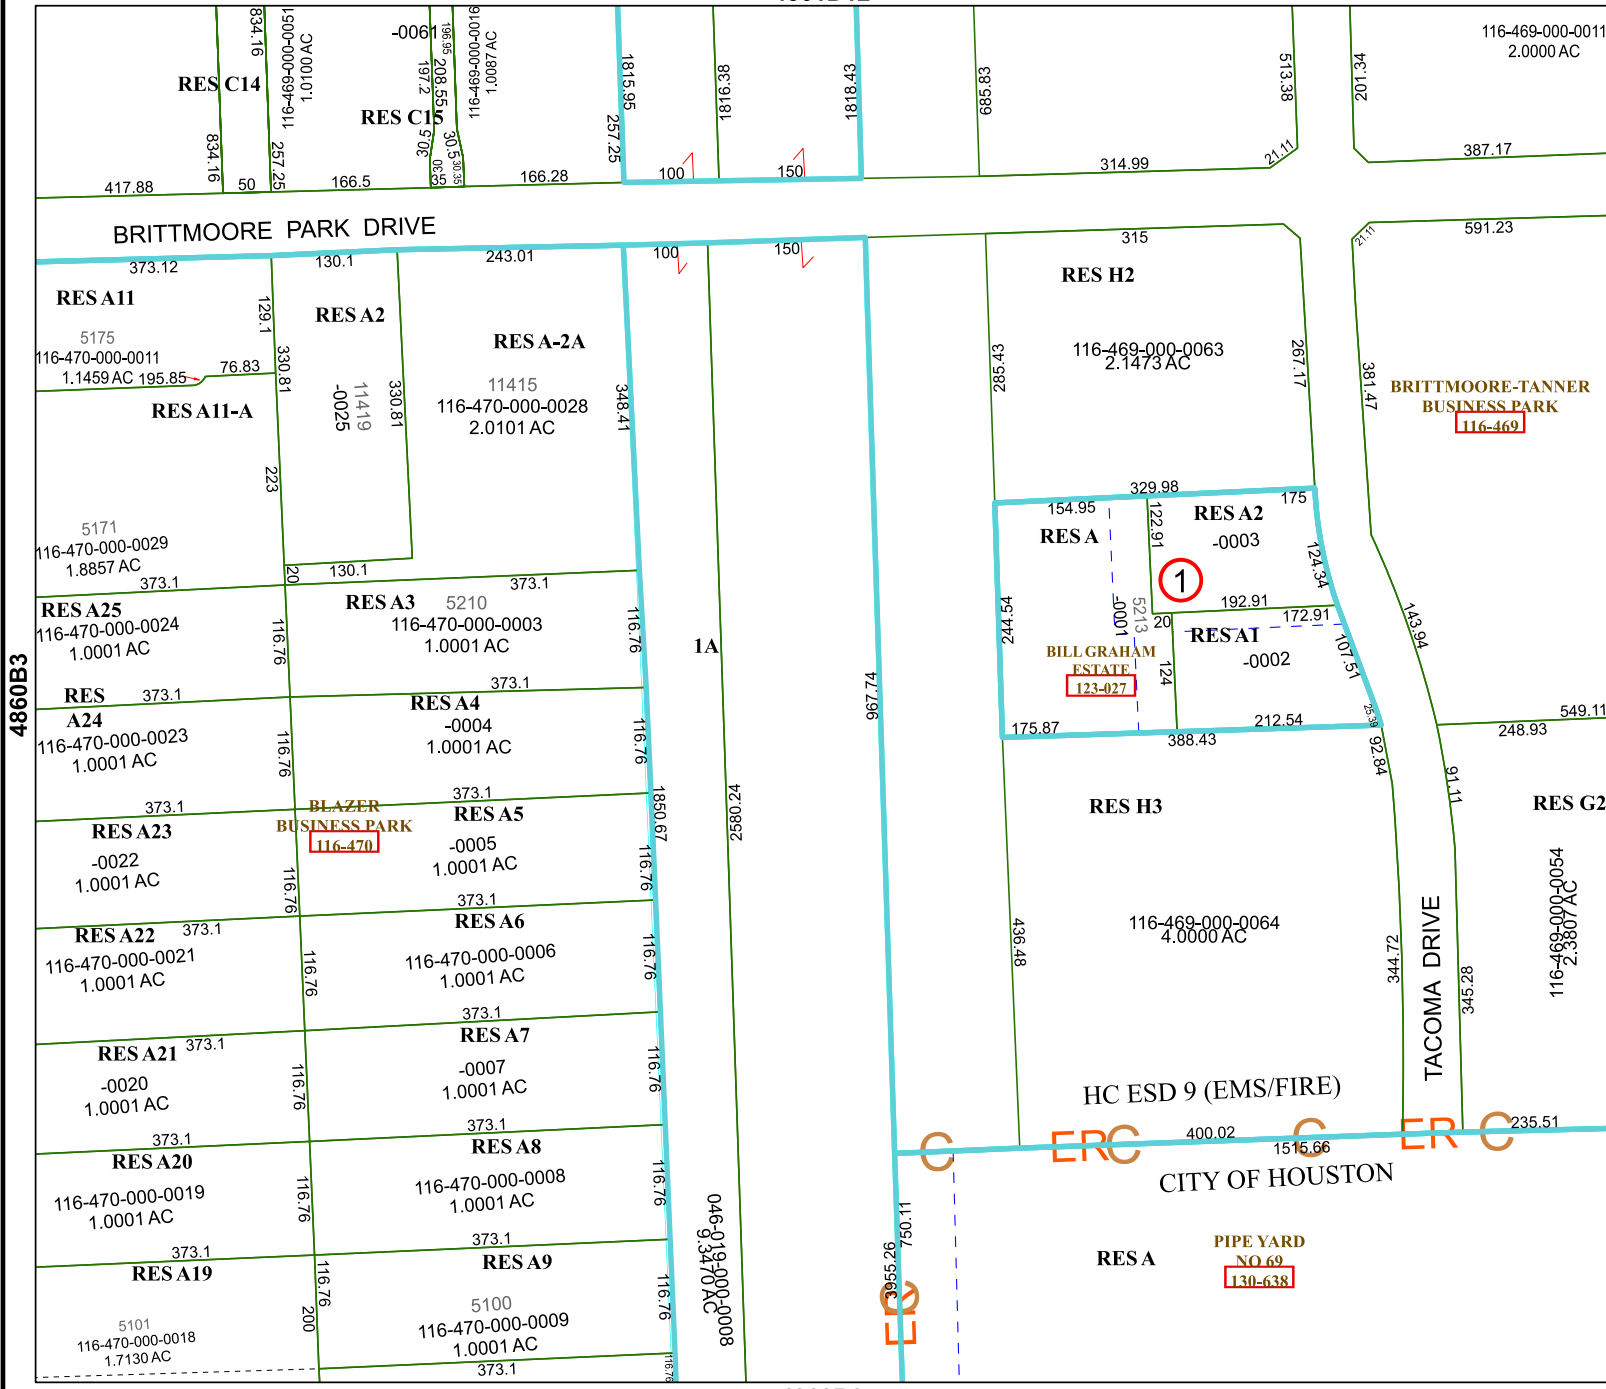 834.16
116-469-000-0051
1.0100 AC
-0061
196.95
116-469-000-0016
1.0087 AC
1815.95
1816.38
1818.43
685.83
513.38
201.34
116-469-000-0011
2.0000 AC
RES C14
197.2
208.55
RES C15
834.16
257.25
30.5
30.5
30.35
257.25
21.11
387.17
417.88
50
166.5
166.28
100
150
314.99
BRITTMOORE PARK DRIVE
373.12
130.1
243.01
100
150
315
21.11
591.23
RES A11
5175
116-470-000-0011
1.1459 AC
195.85
76.83
129.1
330.81
RES A2
11419
-0025
330.81
RES A-2A
11415
116-470-000-0028
2.0101 AC
348.41
RES H2
116-469-000-0063
2.1473 AC
285.43
267.17
381.47
BRITTMOORE-TANNER
BUSINESS PARK
116-469
RES A11-A
223
5171
116-470-000-0029
1.8857 AC
373.1
20
130.1
373.1
329.98
154.95
175
RES A
122.91
RES A2
-0003
124.34
1
192.91
172.91
20
RES A1
-0002
107.51
244.54
-0001
5213
BILL GRAHAM
ESTATE
123-027
124
175.87
212.54
25.39
388.43
143.94
92.84
91.11
549.11
248.93
RES A25
116-470-000-0024
1.0001 AC
116.76
RES A3
5210
116-470-000-0003
1.0001 AC
116.76
1A
967.74
4860B3
RES
A24
373.1
116-470-000-0023
1.0001 AC
116.76
373.1
RES A4
-0004
1.0001 AC
116.76
373.1
RES A23
-0022
1.0001 AC
116.76
BLAZER
BUSINESS PARK
116-470
373.1
RES A5
-0005
1.0001 AC
116.76
1850.67
2580.24
RES H3
116-469-000-0064
4.0000 AC
436.48
344.72
345.28
TACOMA DRIVE
RES G2
116-469-000-0054
2.3807 AC
RES A22
373.1
116-470-000-0021
1.0001 AC
116.76
373.1
RES A6
116-470-000-0006
1.0001 AC
116.76
RES A21
373.1
-0020
1.0001 AC
116.76
373.1
RES A7
-0007
1.0001 AC
116.76
HC ESD 9 (EMS/FIRE)
C
ER
C
400.02
C
1515.66
ER
C
235.51
CITY OF HOUSTON
373.1
RES A20
116-470-000-0019
1.0001 AC
116.76
373.1
RES A8
116-470-000-0008
1.0001 AC
116.76
046-019-000-0008
9.3470 AC
750.11
3955.26
C
ER
RES A
PIPE YARD
NO 69
130-638
373.1
RES A19
5101
116-470-000-0018
1.7130 AC
116.76
200
373.1
RES A9
5100
116-470-000-0009
1.0001 AC
373.1
116.76
116.76